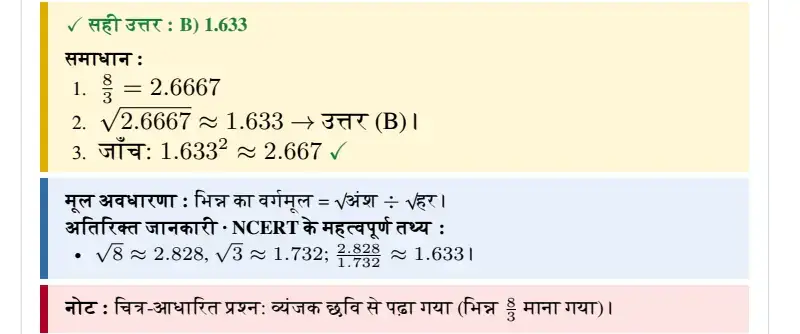 ✓ सही उत्तर : B) 1.633
समाधान :
1. 8/3 = 2.6667
2. √2.6667 ≈ 1.633 → उत्तर (B)।
3. जाँच: 1.633² ≈ 2.667 ✓
मूल अवधारणा : भिन्न का वर्गमूल = √अंश ÷ √हर।
अतिरिक्त जानकारी · NCERT के महत्वपूर्ण तथ्य :
• √8 ≈ 2.828, √3 ≈ 1.732; 2.828/1.732 ≈ 1.633।
नोट : चित्र-आधारित प्रश्न: व्यंजक छवि से पढ़ा गया (भिन्न 8/3 माना गया)।